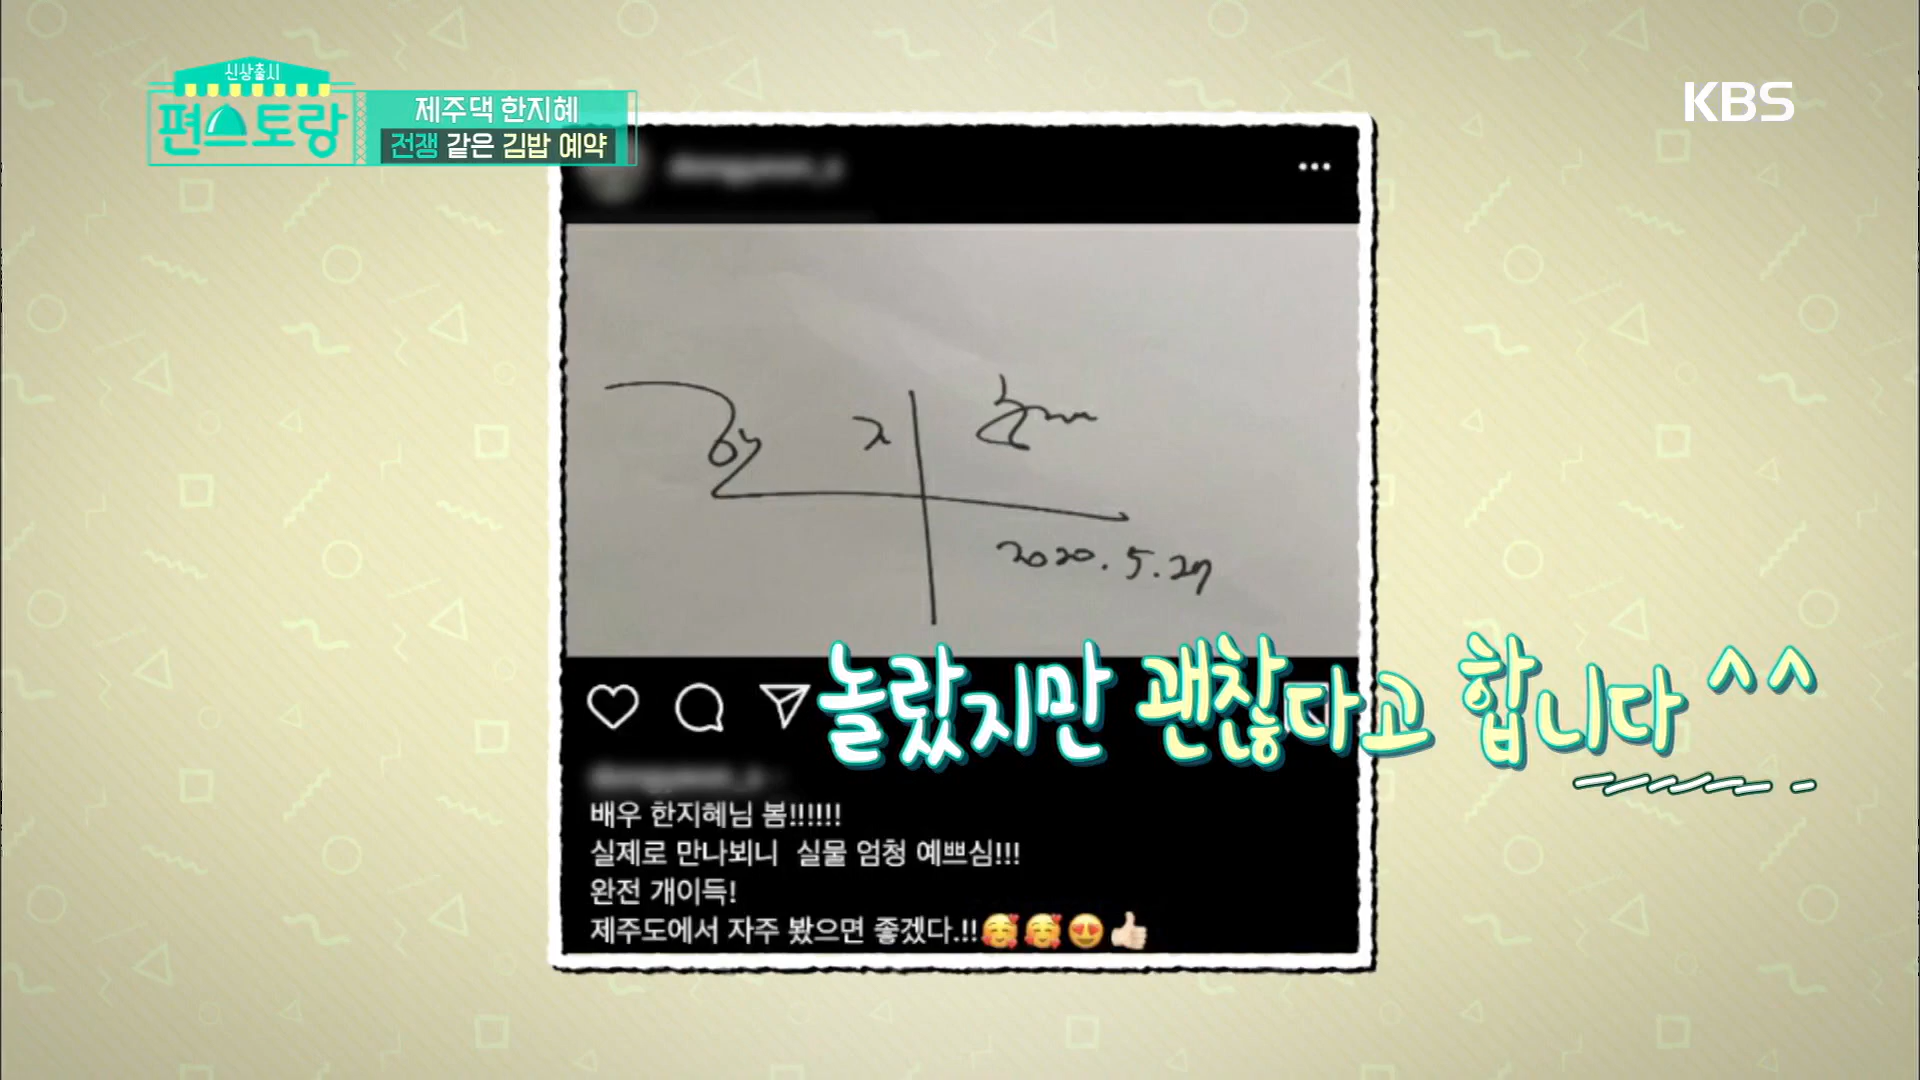 신상출시
편스토랑
제주댁 한지혜
전쟁 같은 김밥 예약
KBS
한지혜
2020.5.27
놀랐지만 괜찮다고 합니다^^
배우 한지혜님 봄!!!!!!
실제로 만나뵈니 실물 엄청 예쁘심!!!
완전 개이득!
제주도에서 자주 봤으면 좋겠다.!!🥰🥰😍👍🏻